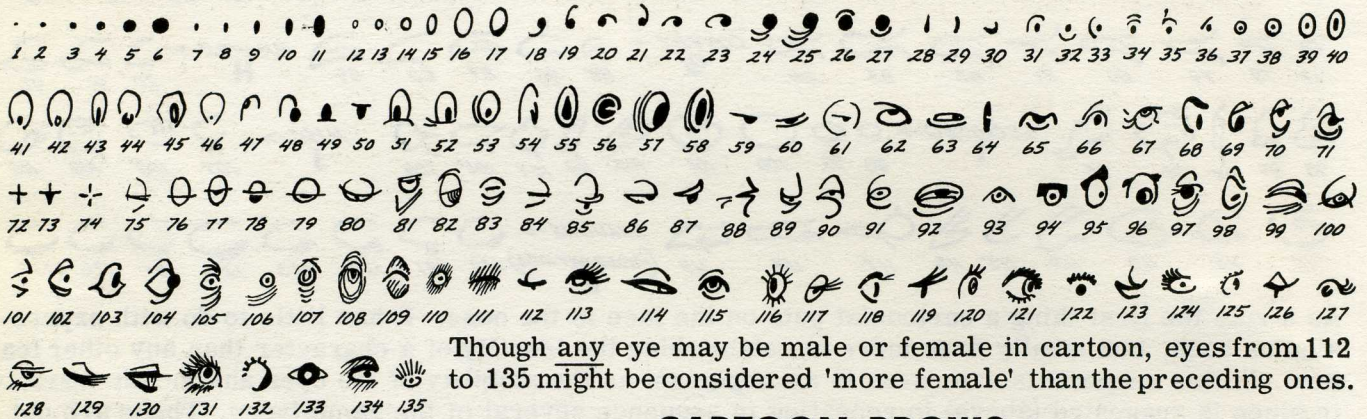 1 2 3 4 5 6 7 8 9 10 11 12 13 14 15 16 17 18 19 20 21 22 23 24 25 26 27 28 29 30 31 32 33 34 35 36 37 38 39 40
41 42 43 44 45 46 47 48 49 50 51 52 53 54 55 56 57 58 59 60 61 62 63 64 65 66 67 68 69 70 71
72 73 74 75 76 77 78 79 80 81 82 83 84 85 86 87 88 89 90 91 92 93 94 95 96 97 98 99 100
101 102 103 104 105 106 107 108 109 110 111 112 113 114 115 116 117 118 119 120 121 122 123 124 125 126 127
Though any eye may be male or female in cartoon, eyes from 112
to 135 might be considered 'more female' than the preceding ones.
128 129 130 131 132 133 134 135
CARTOON BROWS